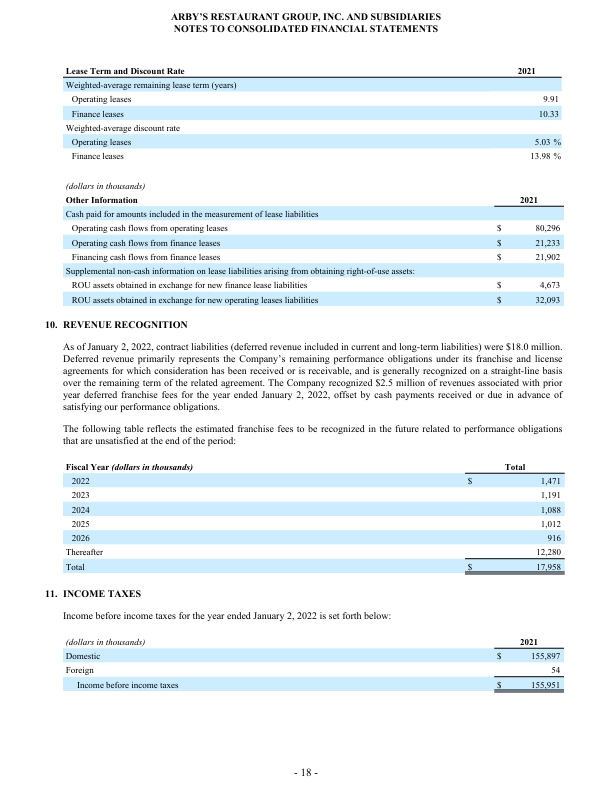 ARBY'S RESTAURANT GROUP, INC. AND SUBSIDIARIES
NOTES TO CONSOLIDATED FINANCIAL STATEMENTS
Lease Term and Discount Rate 2021
Weighted-average remaining lease term (years)
Operating leases 9.91
Finance leases 10.33
Weighted-average discount rate
Operating leases 5.03 %
Finance leases 13.98 %
(dollars in thousands)
Other Information 2021
Cash paid for amounts included in the measurement of lease liabilities
Operating cash flows from operating leases $ 80,296
Operating cash flows from finance leases $ 21,233
Financing cash flows from finance leases $ 21,902
Supplemental non-cash information on lease liabilities arising from obtaining right-of-use assets:
ROU assets obtained in exchange for new finance lease liabilities $ 4,673
ROU assets obtained in exchange for new operating leases liabilities $ 32,093
10. REVENUE RECOGNITION
As of January 2, 2022, contract liabilities (deferred revenue included in current and long-term liabilities) were $18.0 million.
Deferred revenue primarily represents the Company's remaining performance obligations under its franchise and license
agreements for which consideration has been received or is receivable, and is generally recognized on a straight-line basis
over the remaining term of the related agreement. The Company recognized $2.5 million of revenues associated with prior
year deferred franchise fees for the year ended January 2, 2022, offset by cash payments received or due in advance of
satisfying our performance obligations.
The following table reflects the estimated franchise fees to be recognized in the future related to performance obligations
that are unsatisfied at the end of the period:
Fiscal Year (dollars in thousands) Total
2022 $ 1,471
2023 1,191
2024 1,088
2025 1,012
2026 916
Thereafter 12,280
Total $ 17,958
11. INCOME TAXES
Income before income taxes for the year ended January 2, 2022 is set forth below:
(dollars in thousands) 2021
Domestic $ 155,897
Foreign 54
Income before income taxes $ 155,951
- 18 -